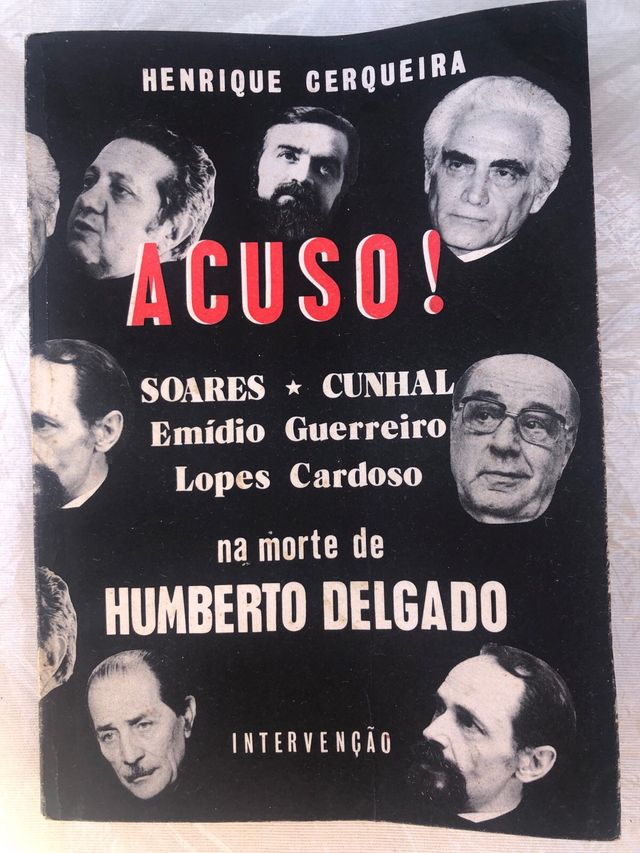 HENRIQUE CERQUEIRA
ACUSO!
SOARES ★ CUNHAL
Emídio Guerreiro
Lopes Cardoso
na morte de
HUMBERTO DELGADO
INTERVENÇÃO